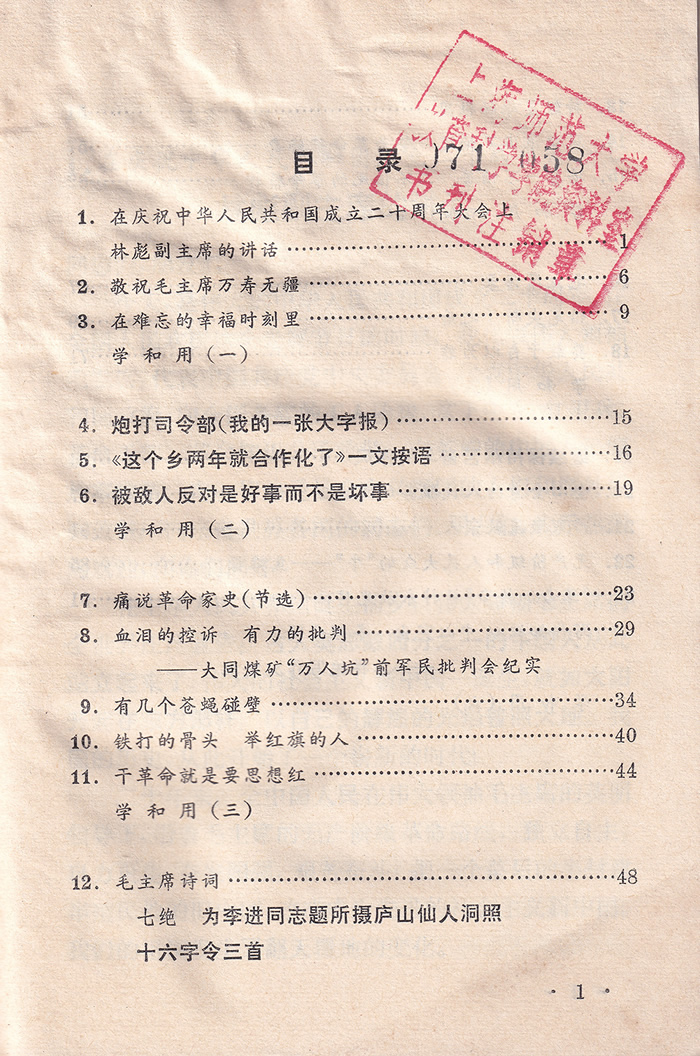 上海师范大学
教育科学学院资料室
书刊注销章
目 录
071 058
1. 在庆祝中华人民共和国成立二十周年大会上
林彪副主席的讲话 …… 1
2. 敬祝毛主席万寿无疆 …… 6
3. 在难忘的幸福时刻里 …… 9
学和用(一)
4. 炮打司令部(我的一张大字报) …… 15
5. 《这个乡两年就合作化了》一文按语 …… 16
6. 被敌人反对是好事而不是坏事 …… 19
学和用(二)
7. 痛说革命家史(节选) …… 23
8. 血泪的控诉 有力的批判 …… 29
——大同煤矿“万人坑”前军民批判会纪实
9. 有几个苍蝇碰壁 …… 34
10. 铁打的骨头 举红旗的人 …… 40
11. 干革命就是要思想红 …… 44
学和用(三)
12. 毛主席诗词 …… 48
七绝 为李进同志题所摄庐山仙人洞照
十六字令三首
· 1 ·